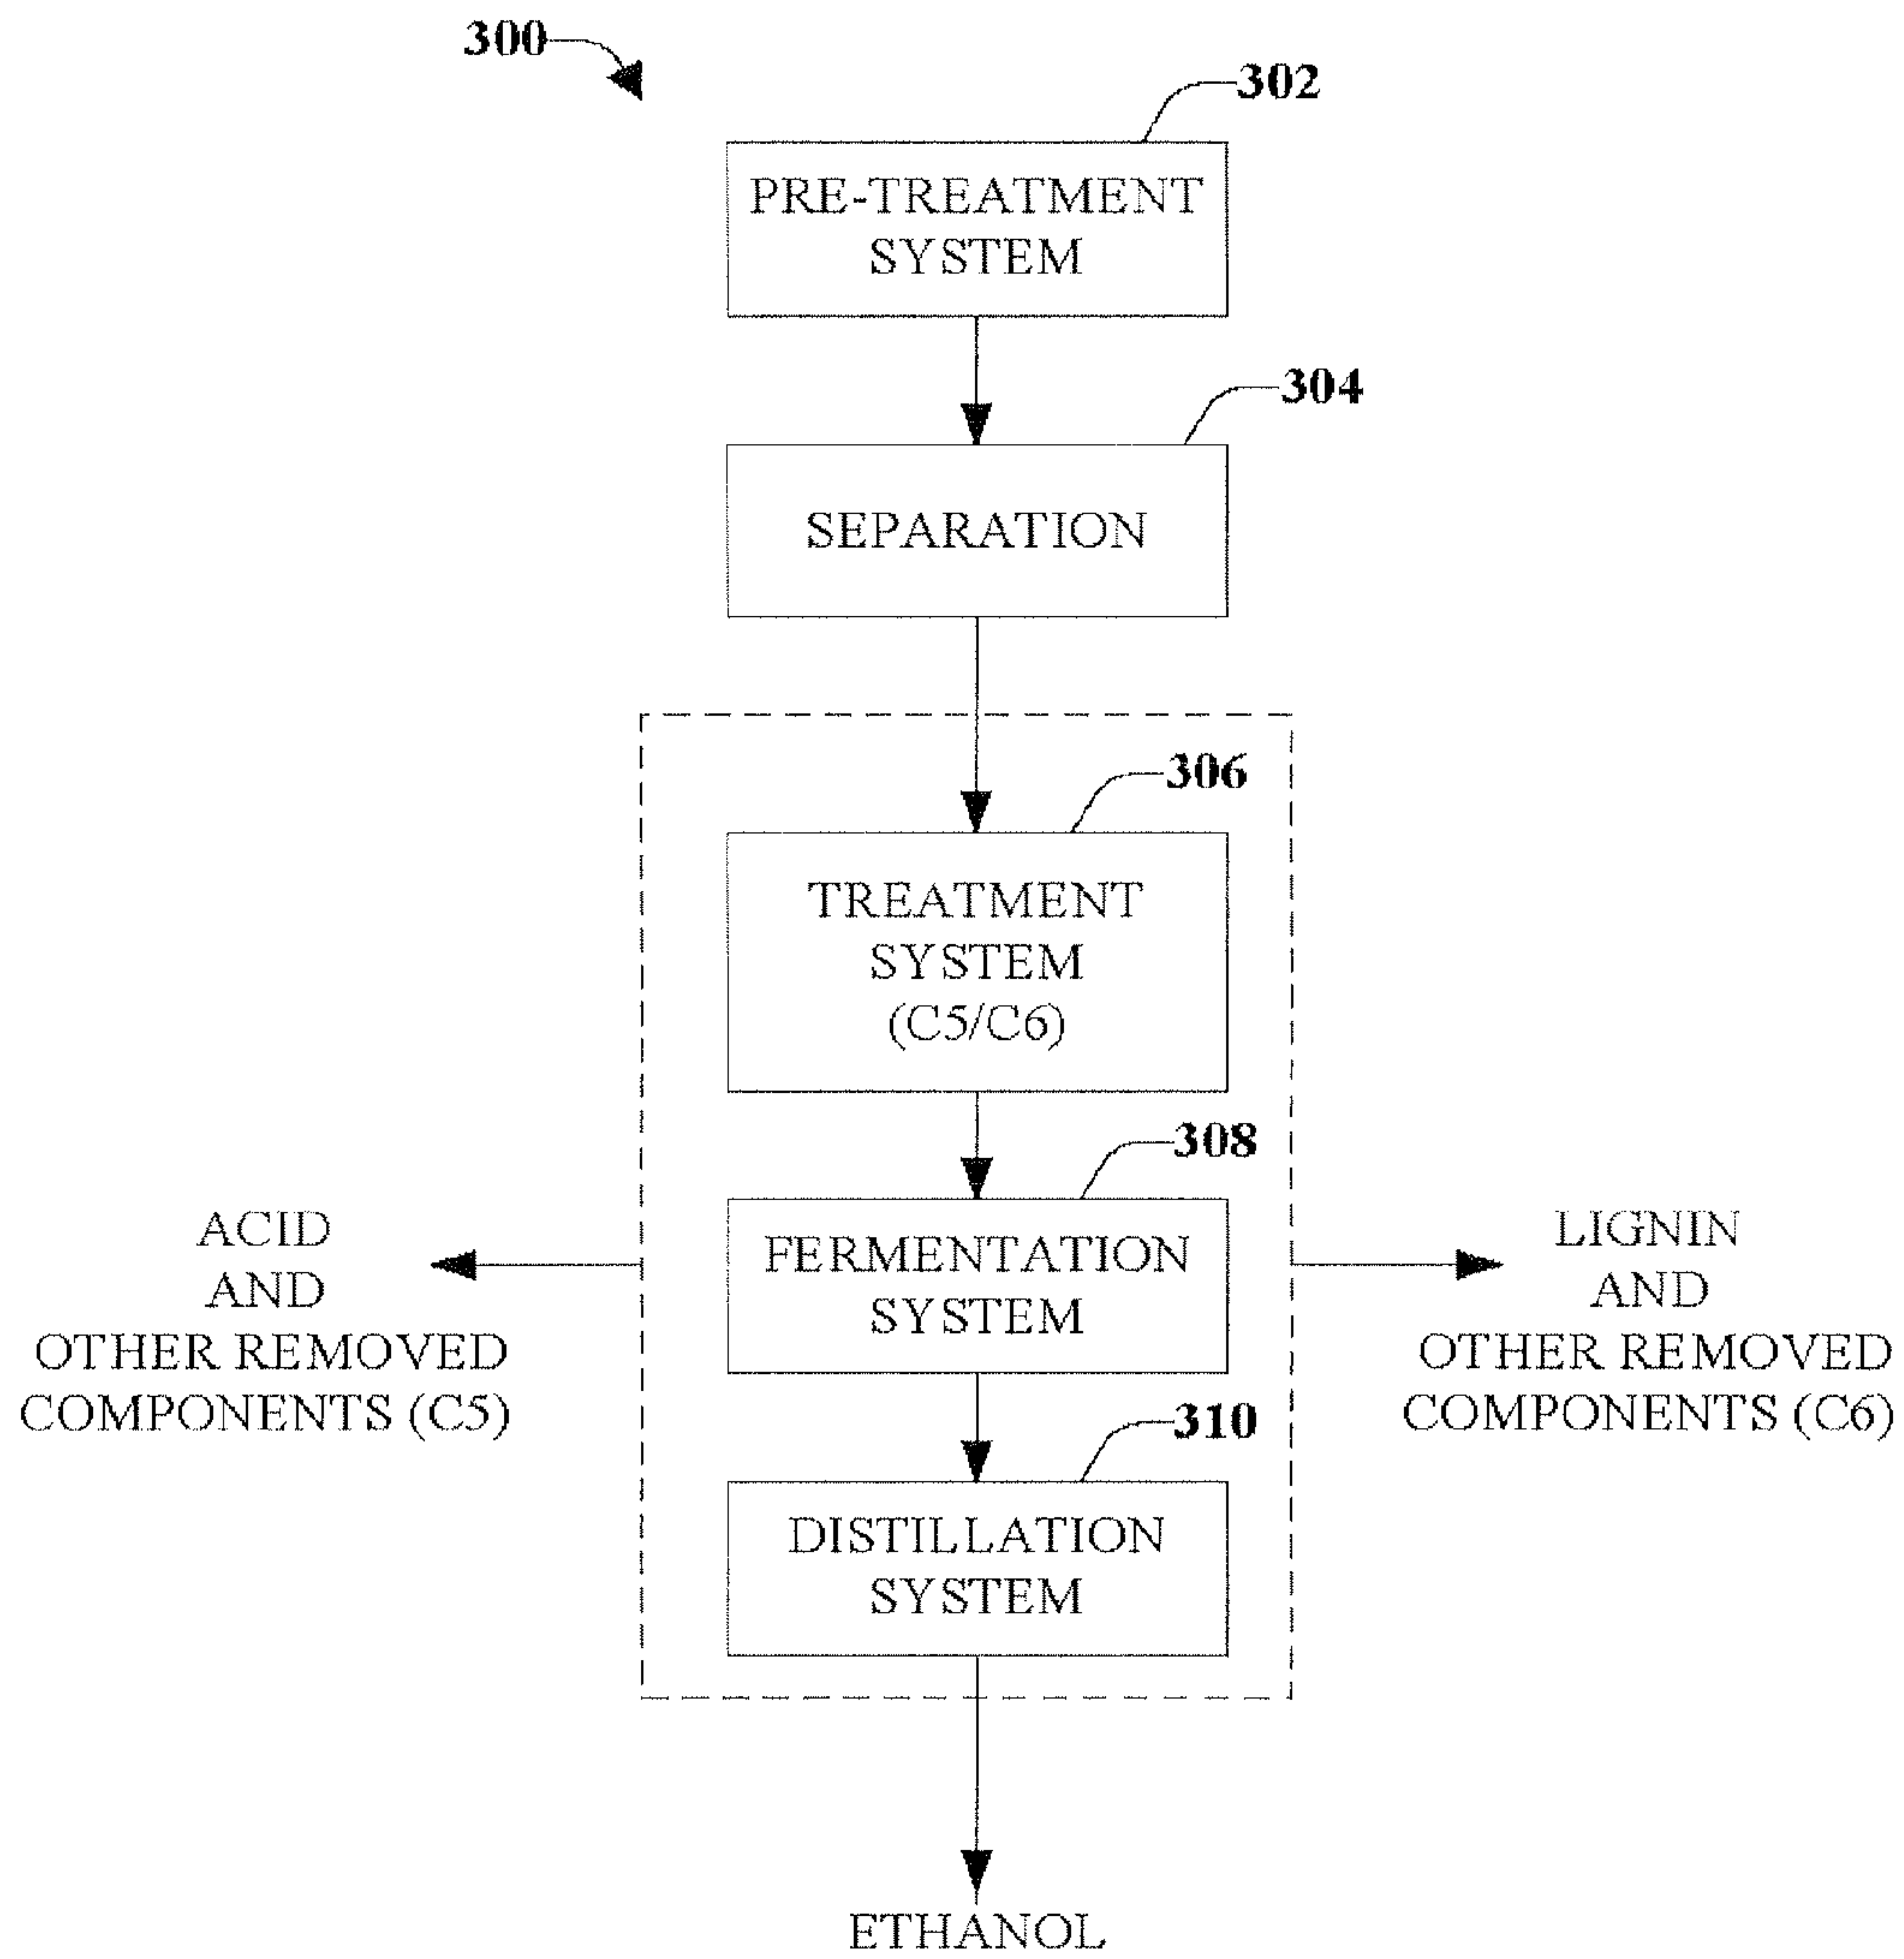 300
302
PRE-TREATMENT
SYSTEM
304
SEPARATION
306
TREATMENT
SYSTEM
(C5/C6)
308
FERMENTATION
SYSTEM
ACID
AND
OTHER REMOVED
COMPONENTS (C5)
LIGNIN
AND
OTHER REMOVED
COMPONENTS (C6)
310
DISTILLATION
SYSTEM
ETHANOL